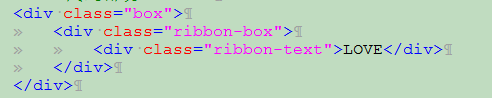 <div class="box">
<div class="ribbon-box">
<div class="ribbon-text">LOVE</div>
</div>
</div>